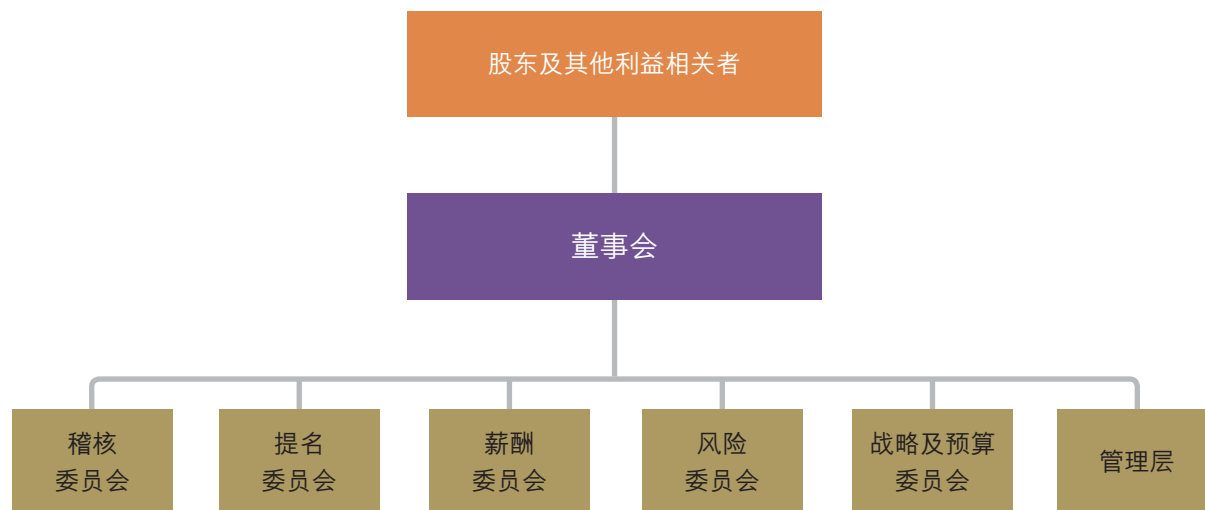 股东及其他利益相关者
董事会
稽核
委员会
提名
委员会
薪酬
委员会
风险
委员会
战略及预算
委员会
管理层